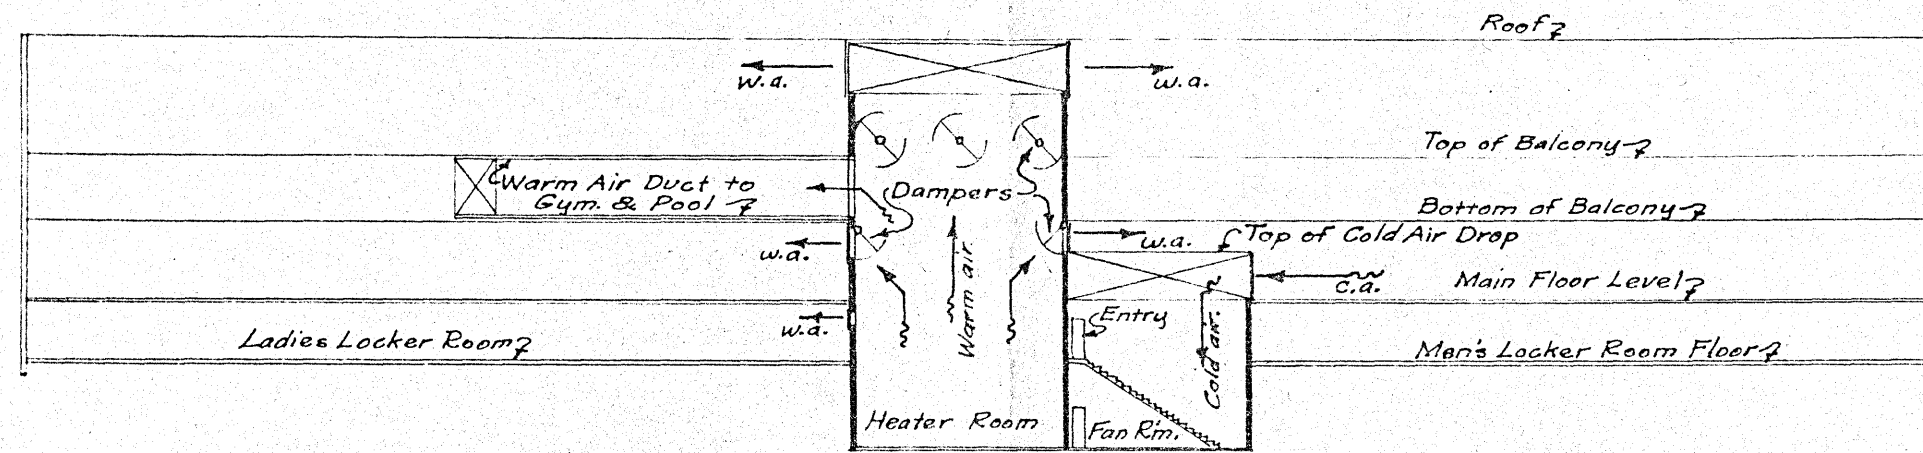 Roof
w.a.
w.a.
Top of Balcony
Warm Air Duct to
Gym. & Pool
Dampers
Bottom of Balcony
w.a.
w.a.
Top of Cold Air Drop
Warm air
c.a.
Main Floor Level
w.a.
Entry
Cold air.
Ladies Locker Room
Men's Locker Room Floor
Heater Room
Fan R'm.